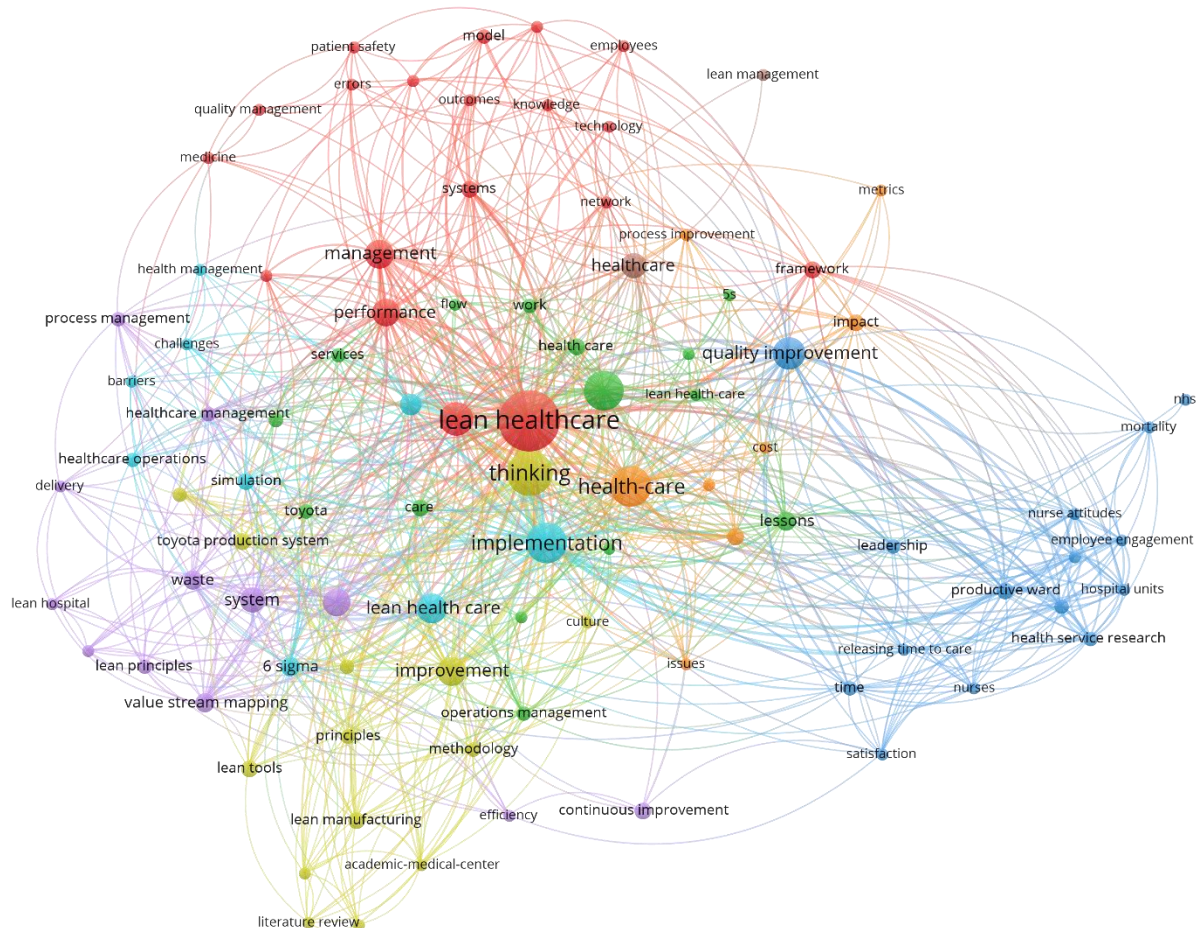 model
patient safety
employees
lean management
errors
outcomes
knowledge
quality management
technology
medicine
systems
metrics
network
process improvement
management
healthcare
health management
framework
5s
flow
work
performance
process management
impact
challenges
health care
services
quality improvement
barriers
lean health-care
nhs
healthcare management
lean healthcare
mortality
cost
healthcare operations
thinking
simulation
delivery
health-care
care
toyota
nurse attitudes
lessons
toyota production system
implementation
leadership
employee engagement
waste
productive ward
hospital units
system
lean hospital
lean health care
culture
health service research
releasing time to care
lean principles
6 sigma
issues
improvement
time
nurses
value stream mapping
operations management
principles
methodology
satisfaction
lean tools
continuous improvement
efficiency
lean manufacturing
academic-medical-center
literature review